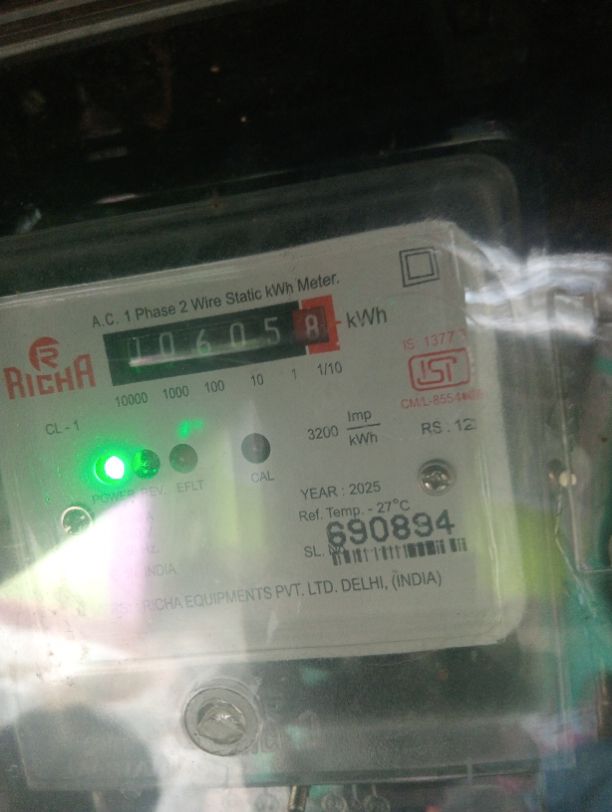 A.C. 1 Phase 2 Wire Static kWh Meter.
6058 kWh
10000 1000 100 10 1 1/10
RICHA
IS 1377
ISI
CL - 1
3200 Imp/kWh
RS : 12
POWER REV. EFLT CAL
YEAR : 2025
Ref. Temp. - 27°C
690894
SL. No
INDIA
RICHA EQUIPMENTS PVT. LTD. DELHI, (INDIA)